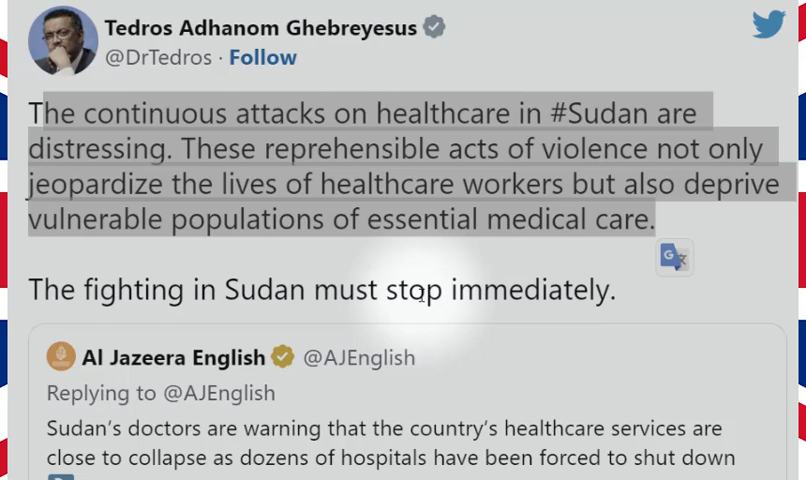 Tedros Adhanom Ghebreyesus
@DrTedros · Follow
The continuous attacks on healthcare in #Sudan are
distressing. These reprehensible acts of violence not only
jeopardize the lives of healthcare workers but also deprive
vulnerable populations of essential medical care.
The fighting in Sudan must stop immediately.
Al Jazeera English @AJEnglish
Replying to @AJEnglish
Sudan's doctors are warning that the country's healthcare services are
close to collapse as dozens of hospitals have been forced to shut down